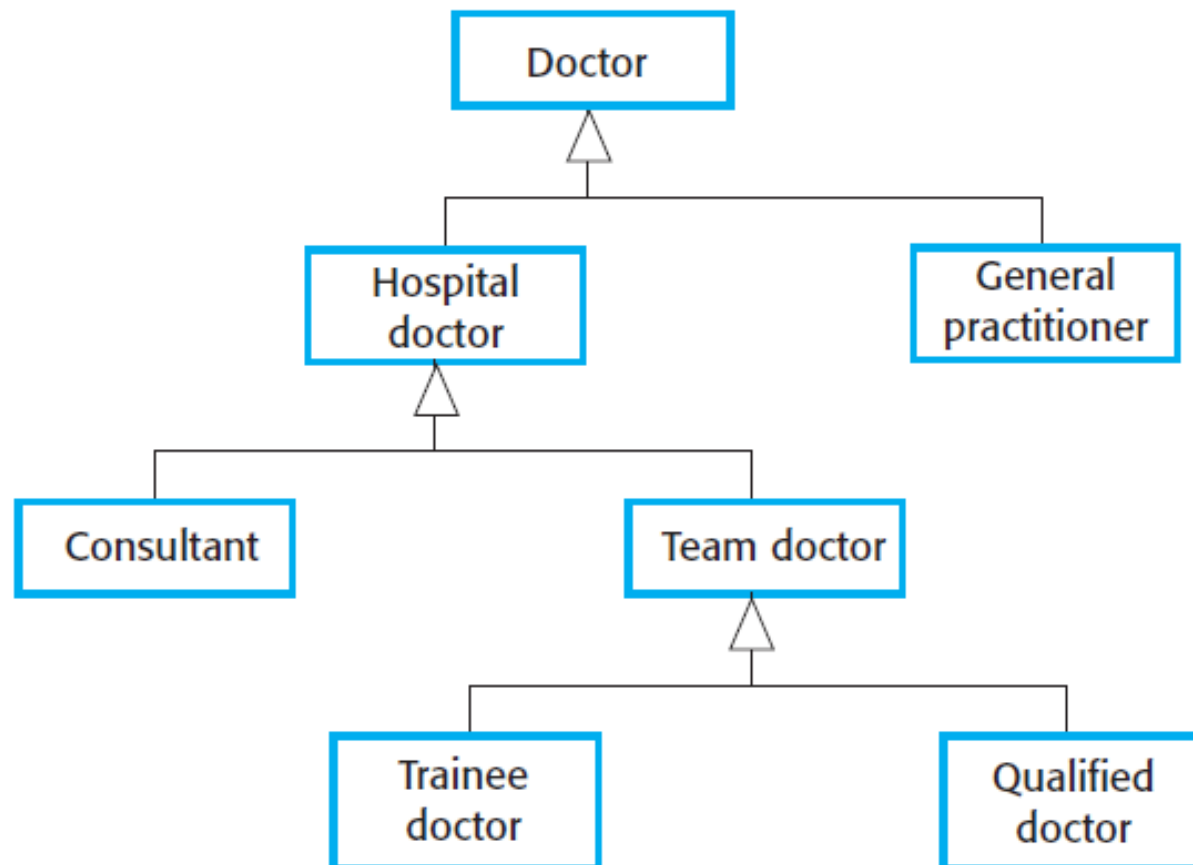 Doctor
Hospital
doctor
General
practitioner
Consultant
Team doctor
Trainee
doctor
Qualified
doctor